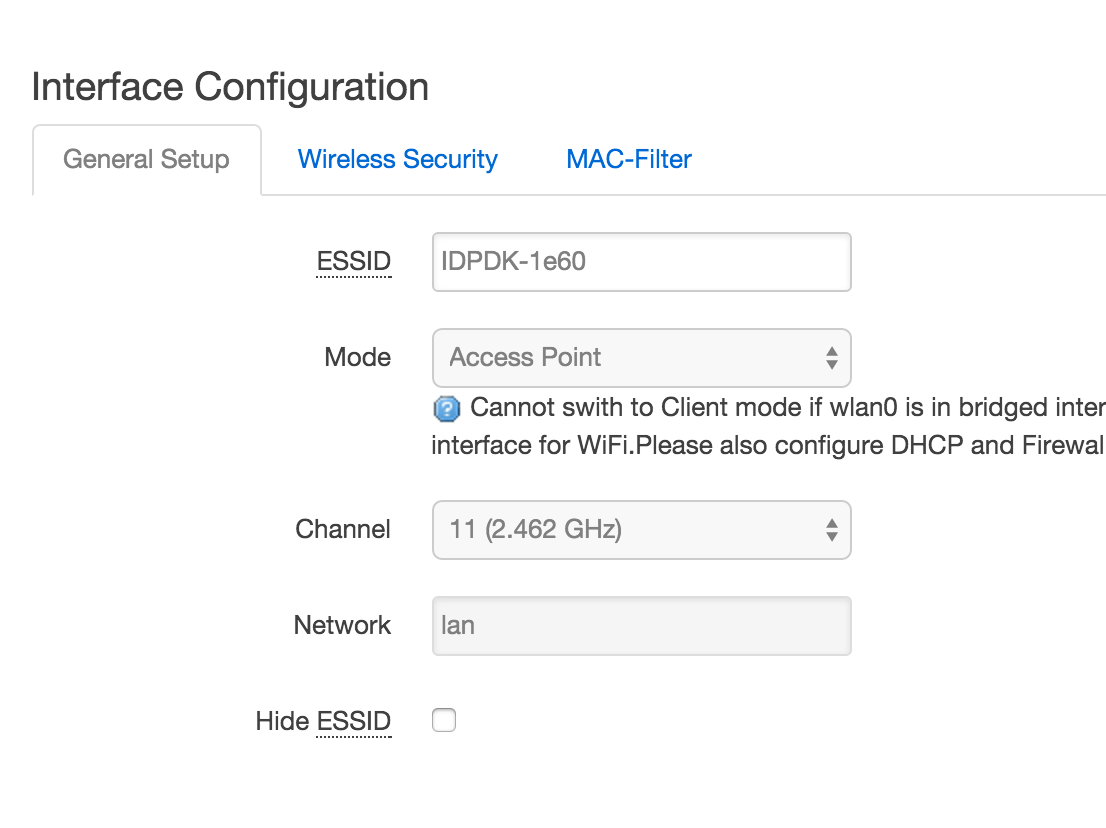 Interface Configuration
General Setup Wireless Security MAC-Filter
ESSID IDPDK-1e60
Mode Access Point
Cannot swith to Client mode if wlan0 is in bridged inter
interface for WiFi.Please also configure DHCP and Firewal
Channel 11 (2.462 GHz)
Network lan
Hide ESSID